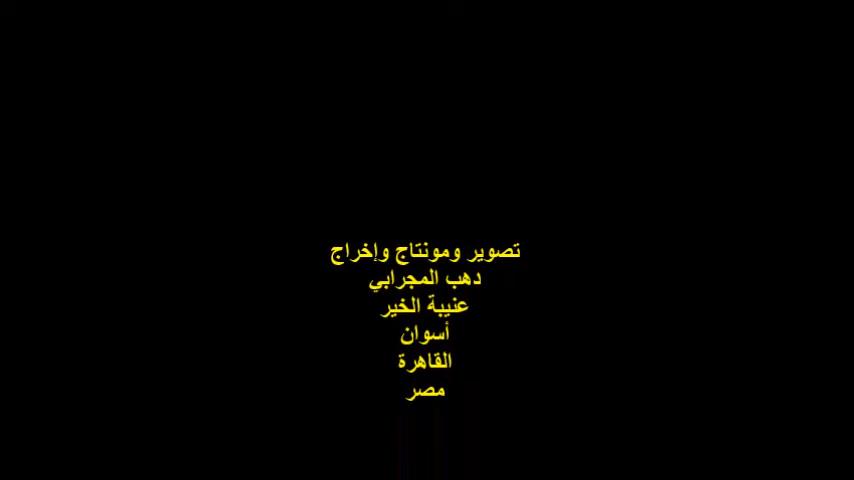 تصوير ومونتاج وإخراج
دهب المجرابي
عنيبة الخير
أسوان
القاهرة
مصر